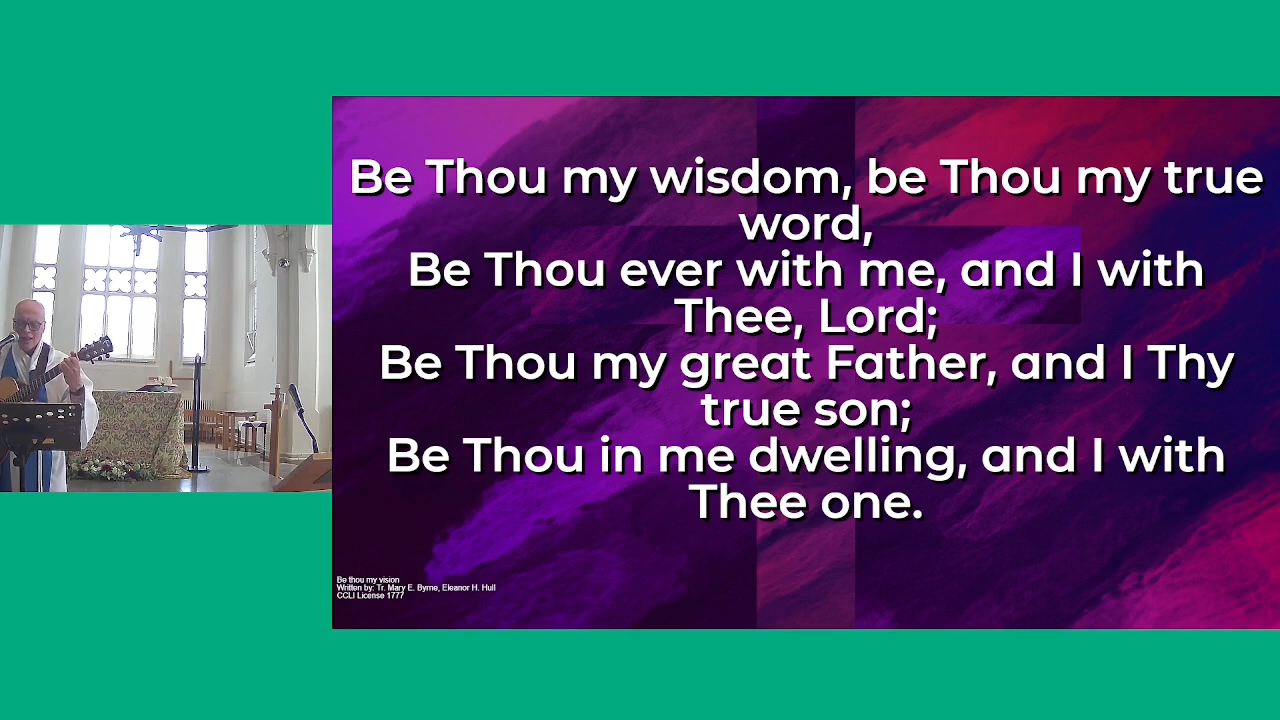 Be Thou my wisdom, be Thou my true
word,
Be Thou ever with me, and I with
Thee, Lord;
Be Thou my great Father, and I Thy
true son;
Be Thou in me dwelling, and I with
Thee one.
Be thou my vision
Written by: Tr. Mary E. Byrne, Eleanor H. Hull
CCLI License 1777